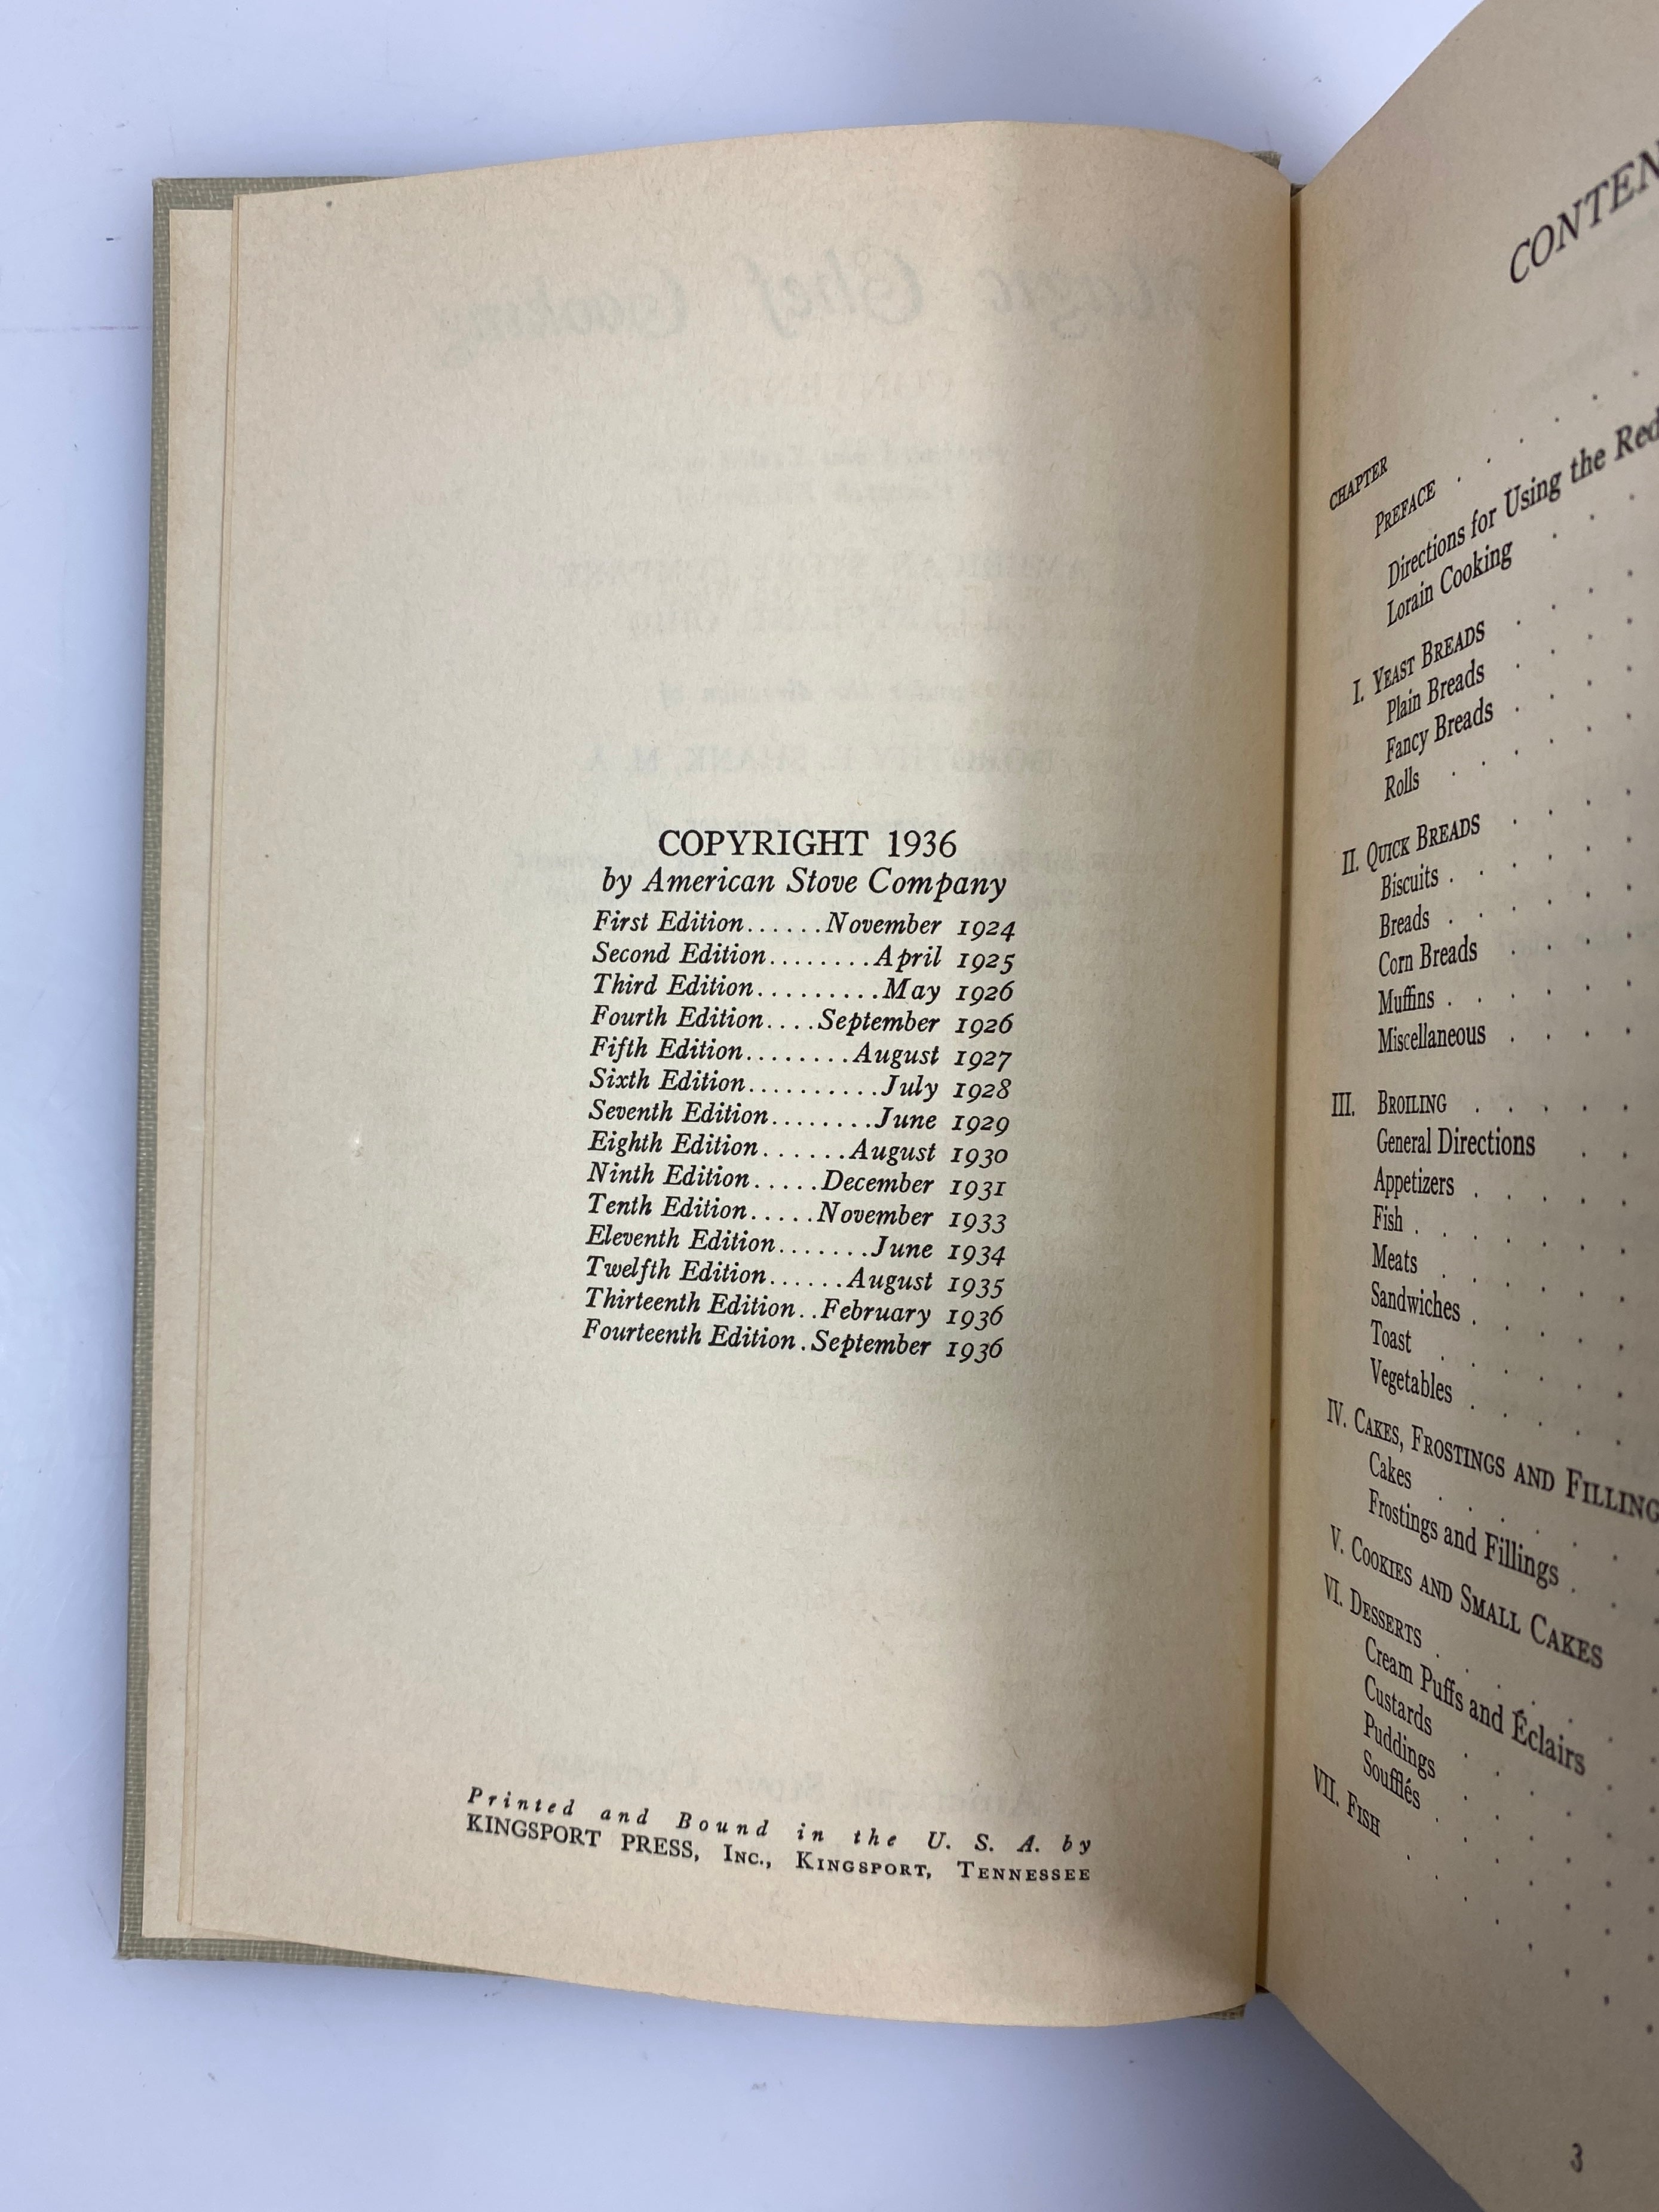 COPYRIGHT 1936
by American Stove Company
First Edition......November 1924
Second Edition........April 1925
Third Edition..........May 1926
Fourth Edition....September 1926
Fifth Edition........August 1927
Sixth Edition..........July 1928
Seventh Edition........June 1929
Eighth Edition......August 1930
Ninth Edition.....December 1931
Tenth Edition.....November 1933
Eleventh Edition.......June 1934
Twelfth Edition......August 1935
Thirteenth Edition..February 1936
Fourteenth Edition.September 1936
Printed and Bound in the U. S. A. by
KINGSPORT PRESS, INC., KINGSPORT, TENNESSEE
CONTEN
CHAPTER
PREFACE
Directions for Using the Red
Lorain Cooking
I. YEAST BREADS
Plain Breads
Fancy Breads
Rolls
II. QUICK BREADS
Biscuits
Breads
Corn Breads
Muffins
Miscellaneous
III. BROILING
General Directions
Appetizers
Fish
Meats
Sandwiches
Toast
Vegetables
IV. CAKES, FROSTINGS AND FILLING
Cakes
Frostings and Fillings
V. COOKIES AND SMALL CAKES
VI. DESSERTS
Cream Puffs and Éclairs
Custards
Puddings
Soufflés
VII. FISH
3